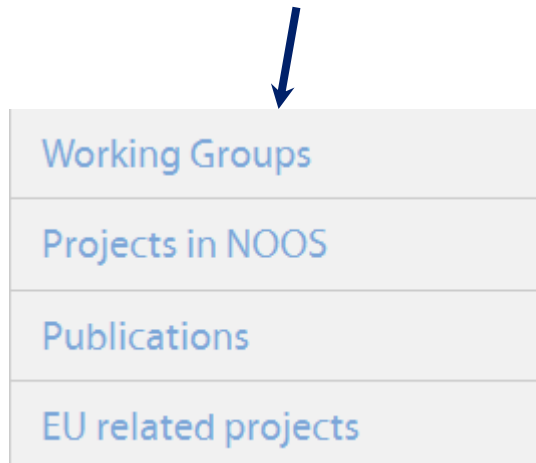 Working Groups
Projects in NOOS
Publications
EU related projects